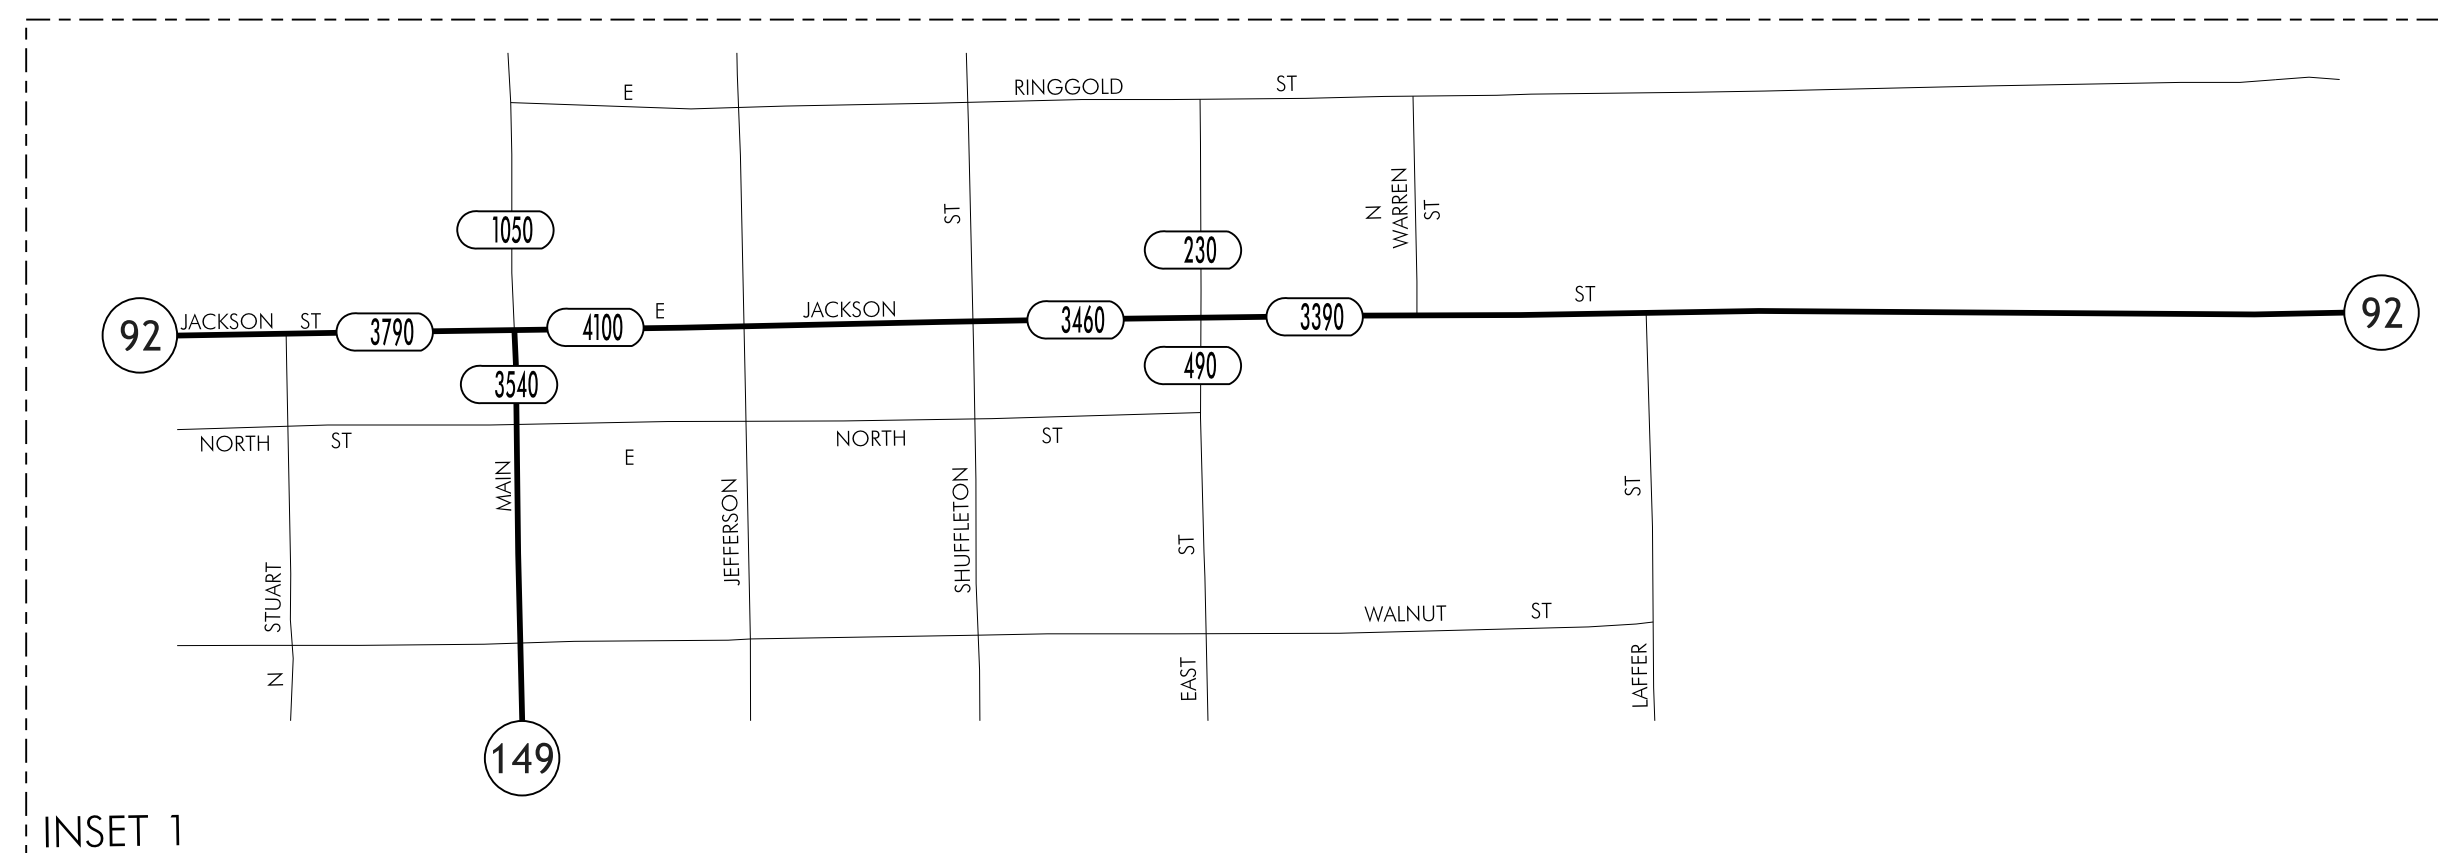 E
RINGGOLD
ST
N
WARREN
ST
ST
1050
230
92
JACKSON
ST
3790
4100
E
JACKSON
3460
3390
ST
92
3540
490
NORTH
ST
E
NORTH
ST
MAIN
JEFFERSON
SHUFFLETON
ST
ST
STUART
N
WALNUT
ST
EAST
LAFFER
149
INSET 1